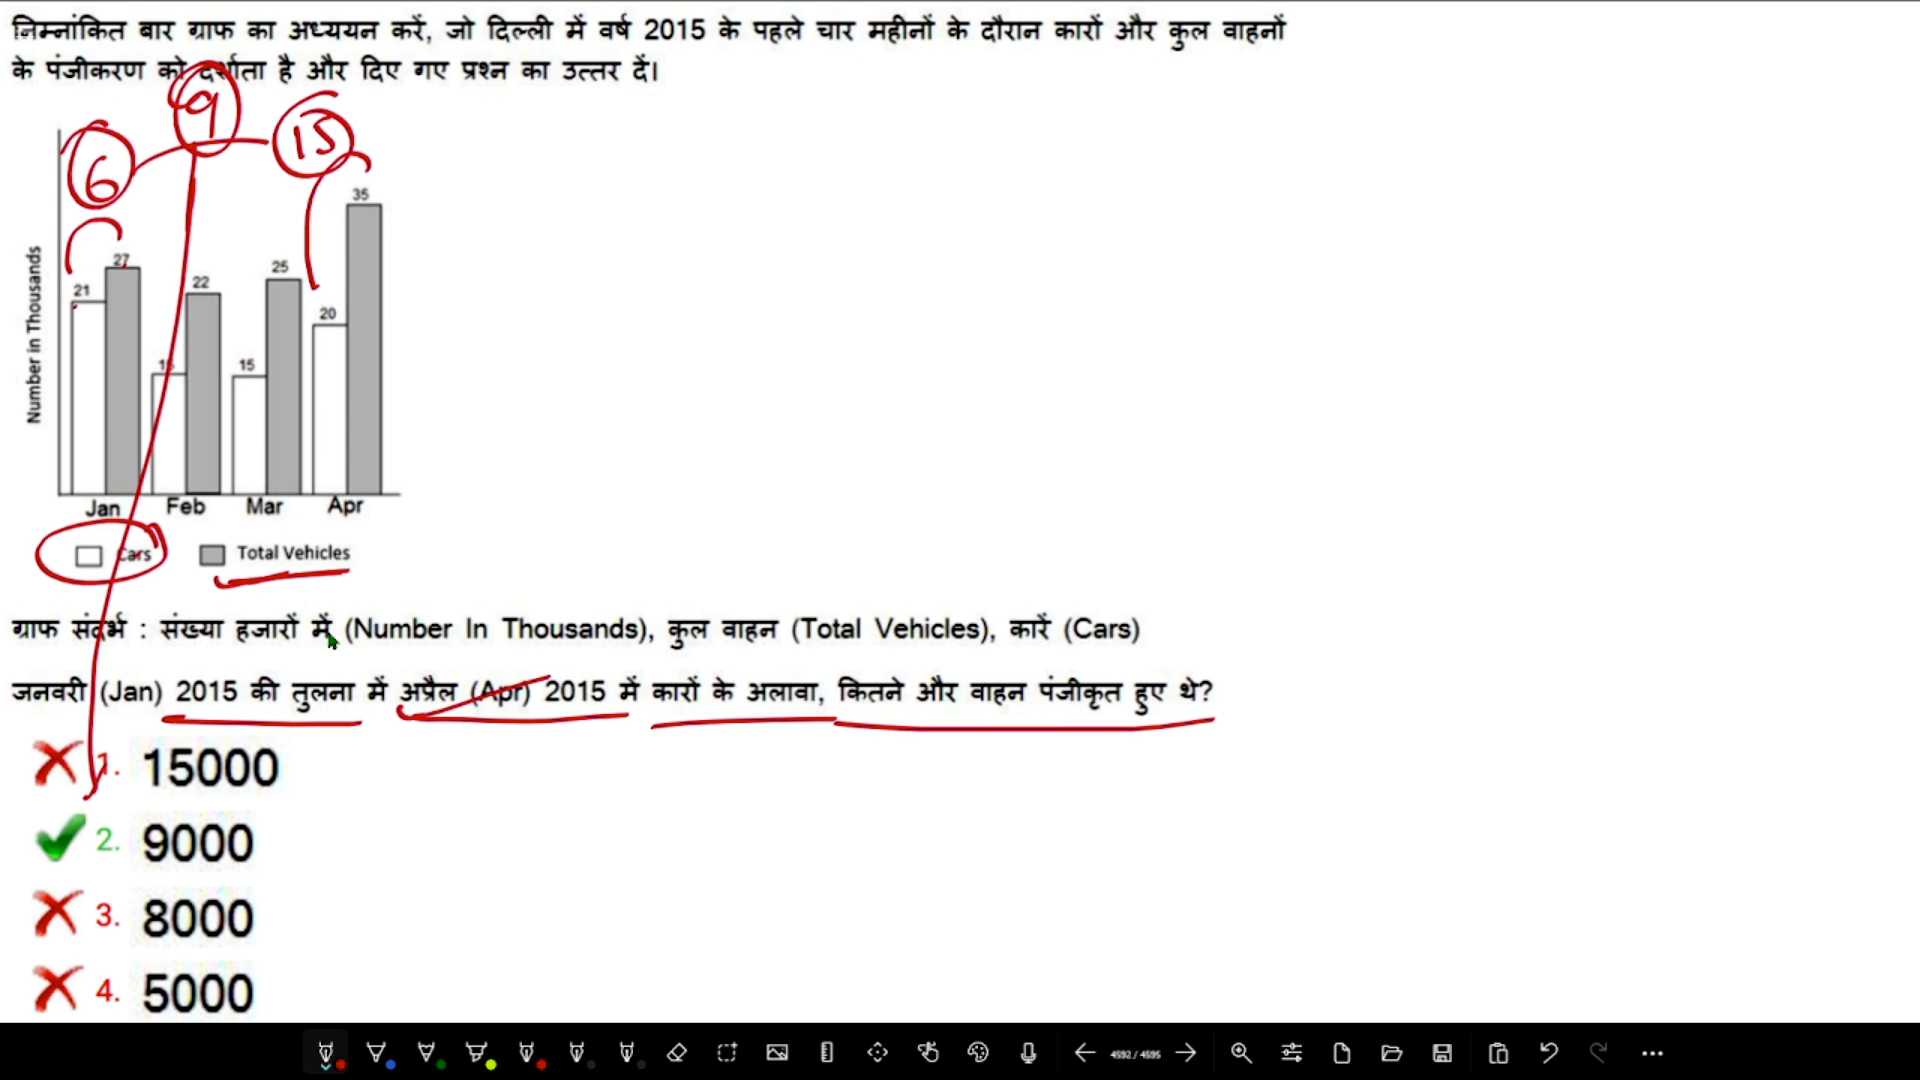 निम्नांकित बार ग्राफ का अध्ययन करें, जो दिल्ली में वर्ष 2015 के पहले चार महीनों के दौरान कारों और कुल वाहनों
के पंजीकरण को दर्शाता है और दिए गए प्रश्न का उत्तर दें।
9
6
15
35
27
25
22
21
20
15
15
Number in Thousands
Jan Feb Mar Apr
Cars Total Vehicles
ग्राफ संदर्भ : संख्या हजारों में (Number In Thousands), कुल वाहन (Total Vehicles), कारें (Cars)
जनवरी (Jan) 2015 की तुलना में अप्रैल (Apr) 2015 में कारों के अलावा, कितने और वाहन पंजीकृत हुए थे?
1. 15000
2. 9000
3. 8000
4. 5000
4592 / 4595